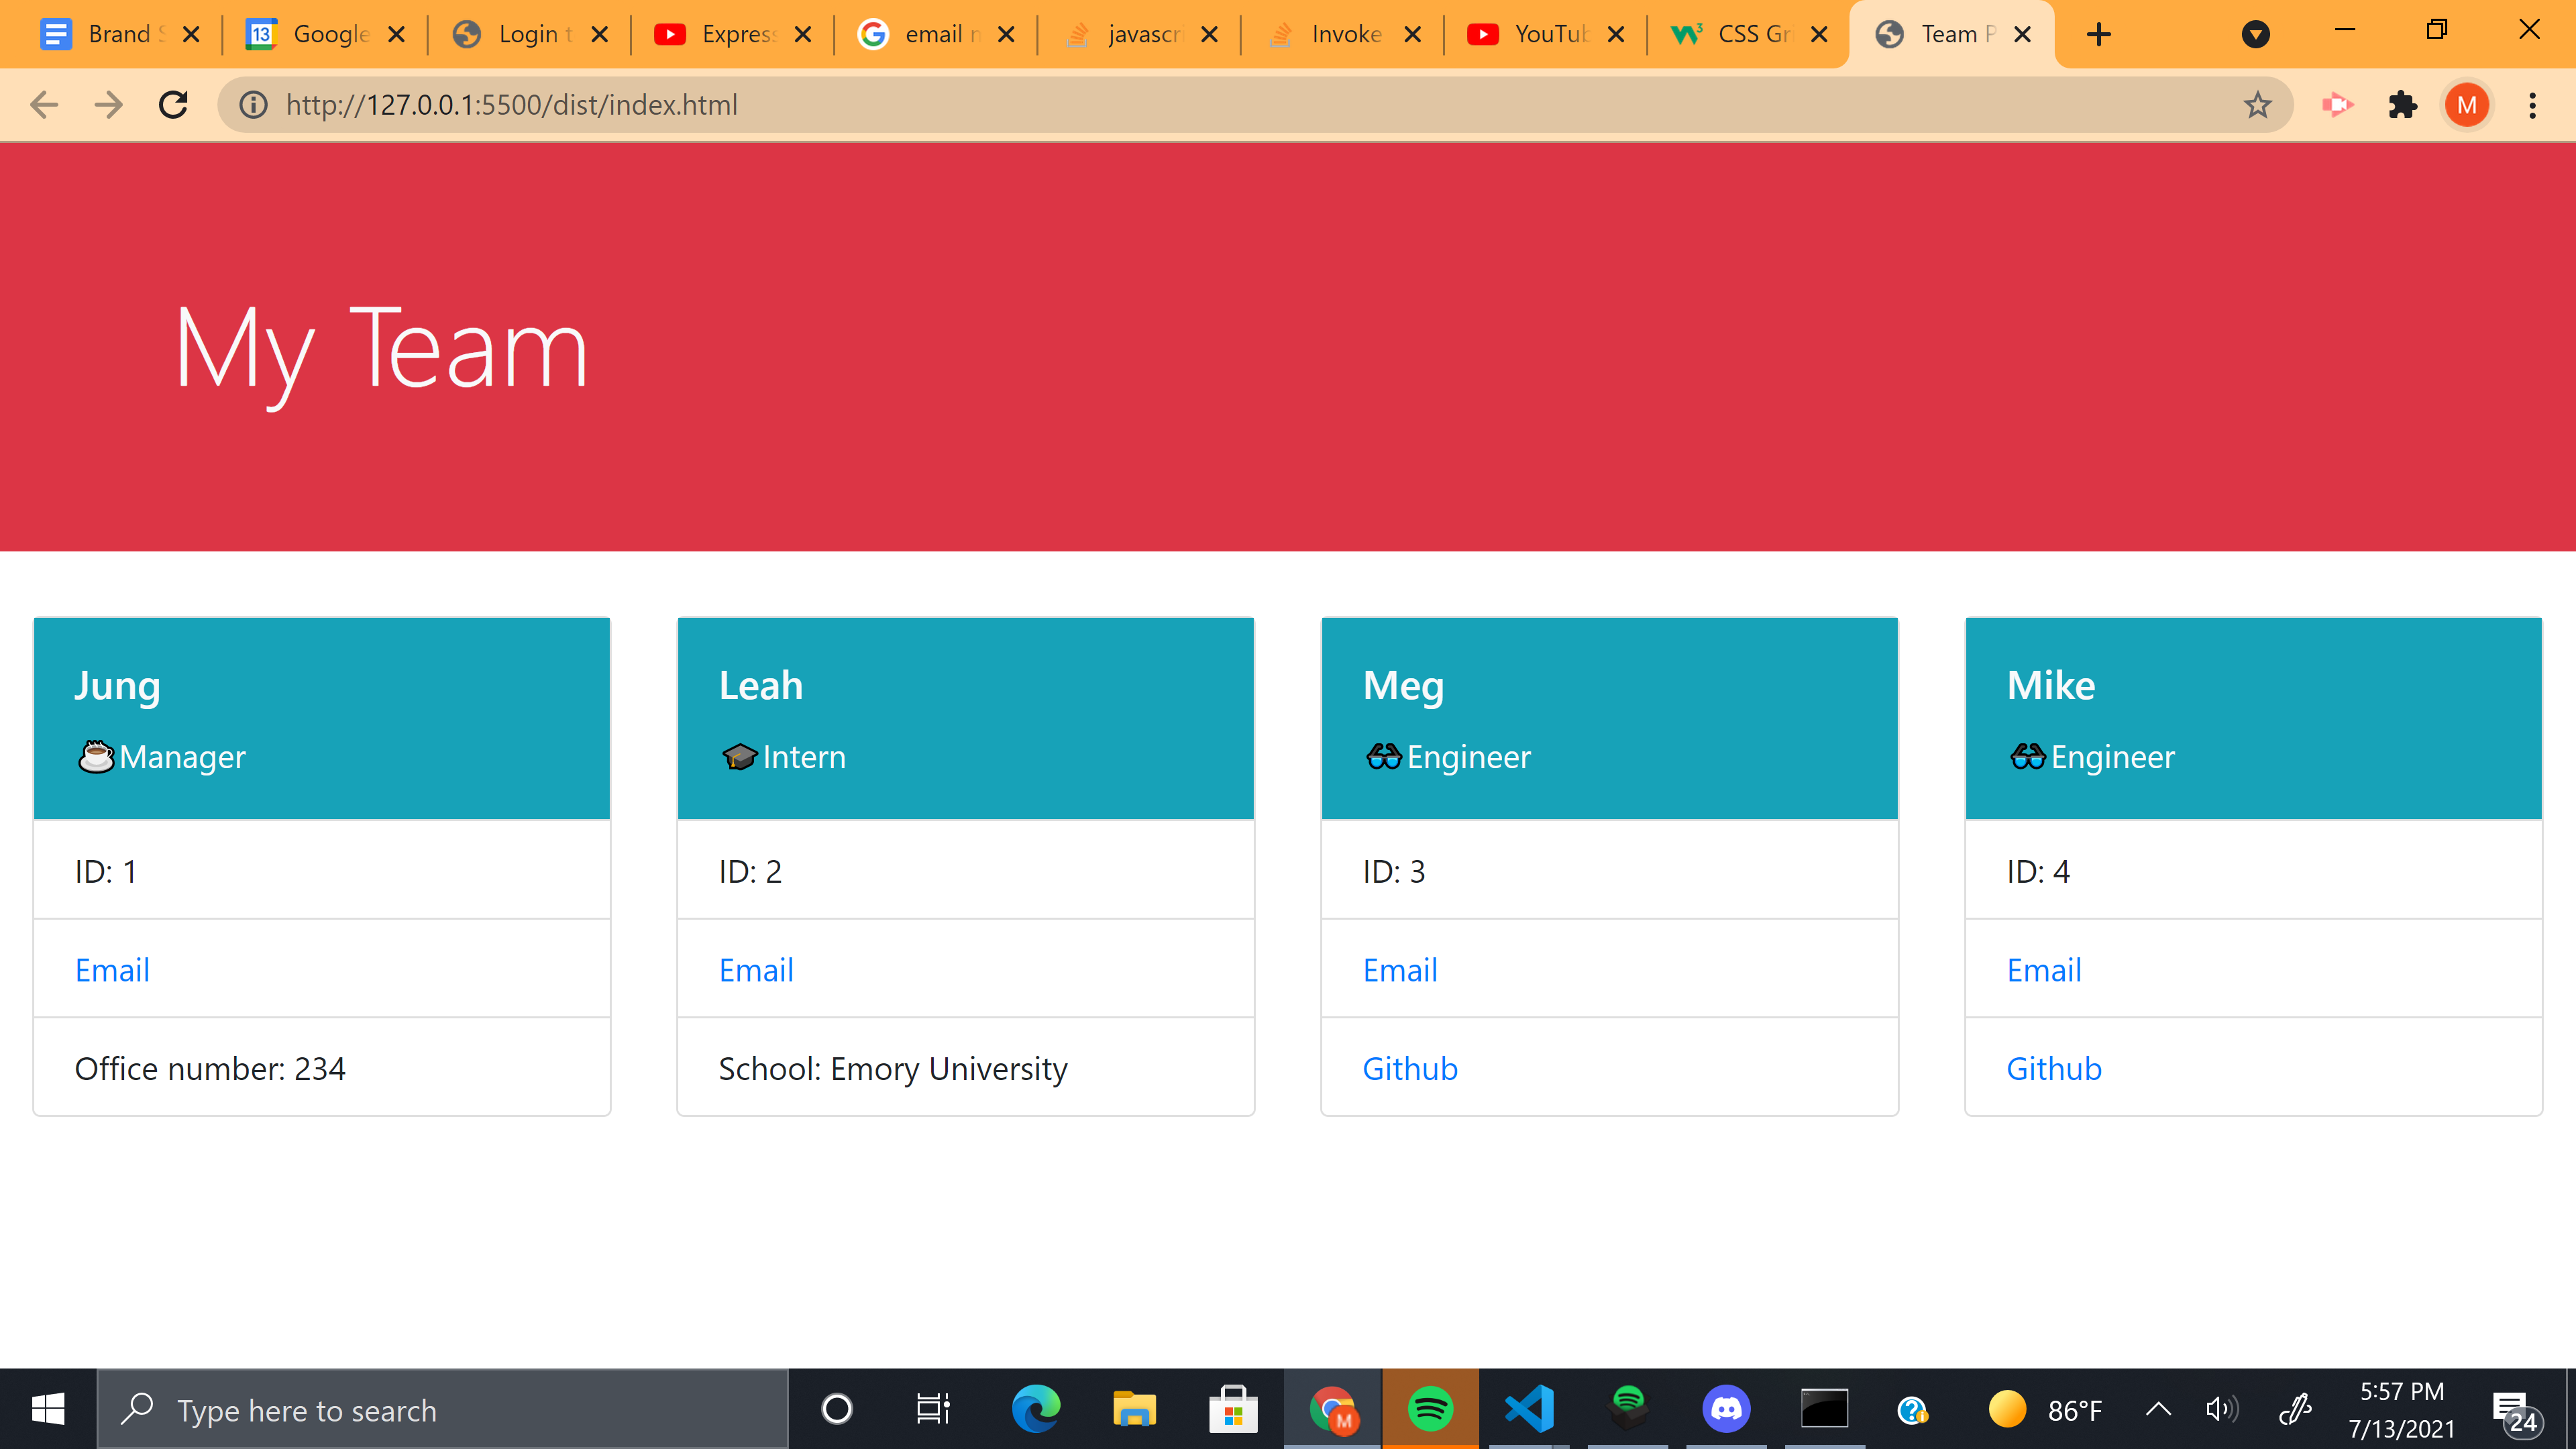 Brand S
Google
Login t
Express
email n
javascri
Invoke
YouTub
CSS Gri
Team P
http://127.0.0.1:5500/dist/index.html
M
My Team
Jung
Manager
ID: 1
Email
Office number: 234
Leah
Intern
ID: 2
Email
School: Emory University
Meg
Engineer
ID: 3
Email
Github
Mike
Engineer
ID: 4
Email
Github
Type here to search
86°F
5:57 PM
7/13/2021
24